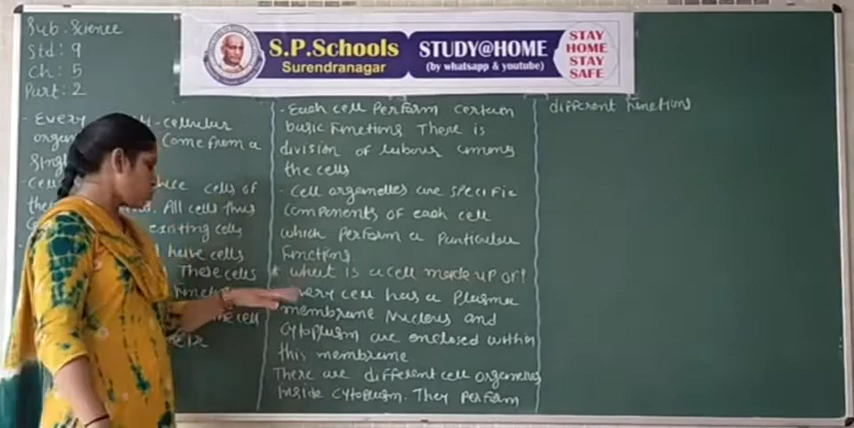 Sub. Science
Std: 9
Ch: 5
Part: 2
S.P.Schools
Surendranagar
STUDY@HOME
(by whatsapp & youtube)
STAY
HOME
STAY
SAFE
- Every cellular
come from a
cells of
All cells thus
existing cells
have cells
These cells
- Each cell Perform certain
basic Functions There is
division of labour among
the cells
- Cell organelles are specific
components of each cell
which perform a Particular
Functions.
* what is a cell made up of?
cell has a Plasma
membrane Nucleus and
cytoplasm are enclosed within
this membrane.
There are different cell organelles
inside cytoplasm. They perform
different Functions